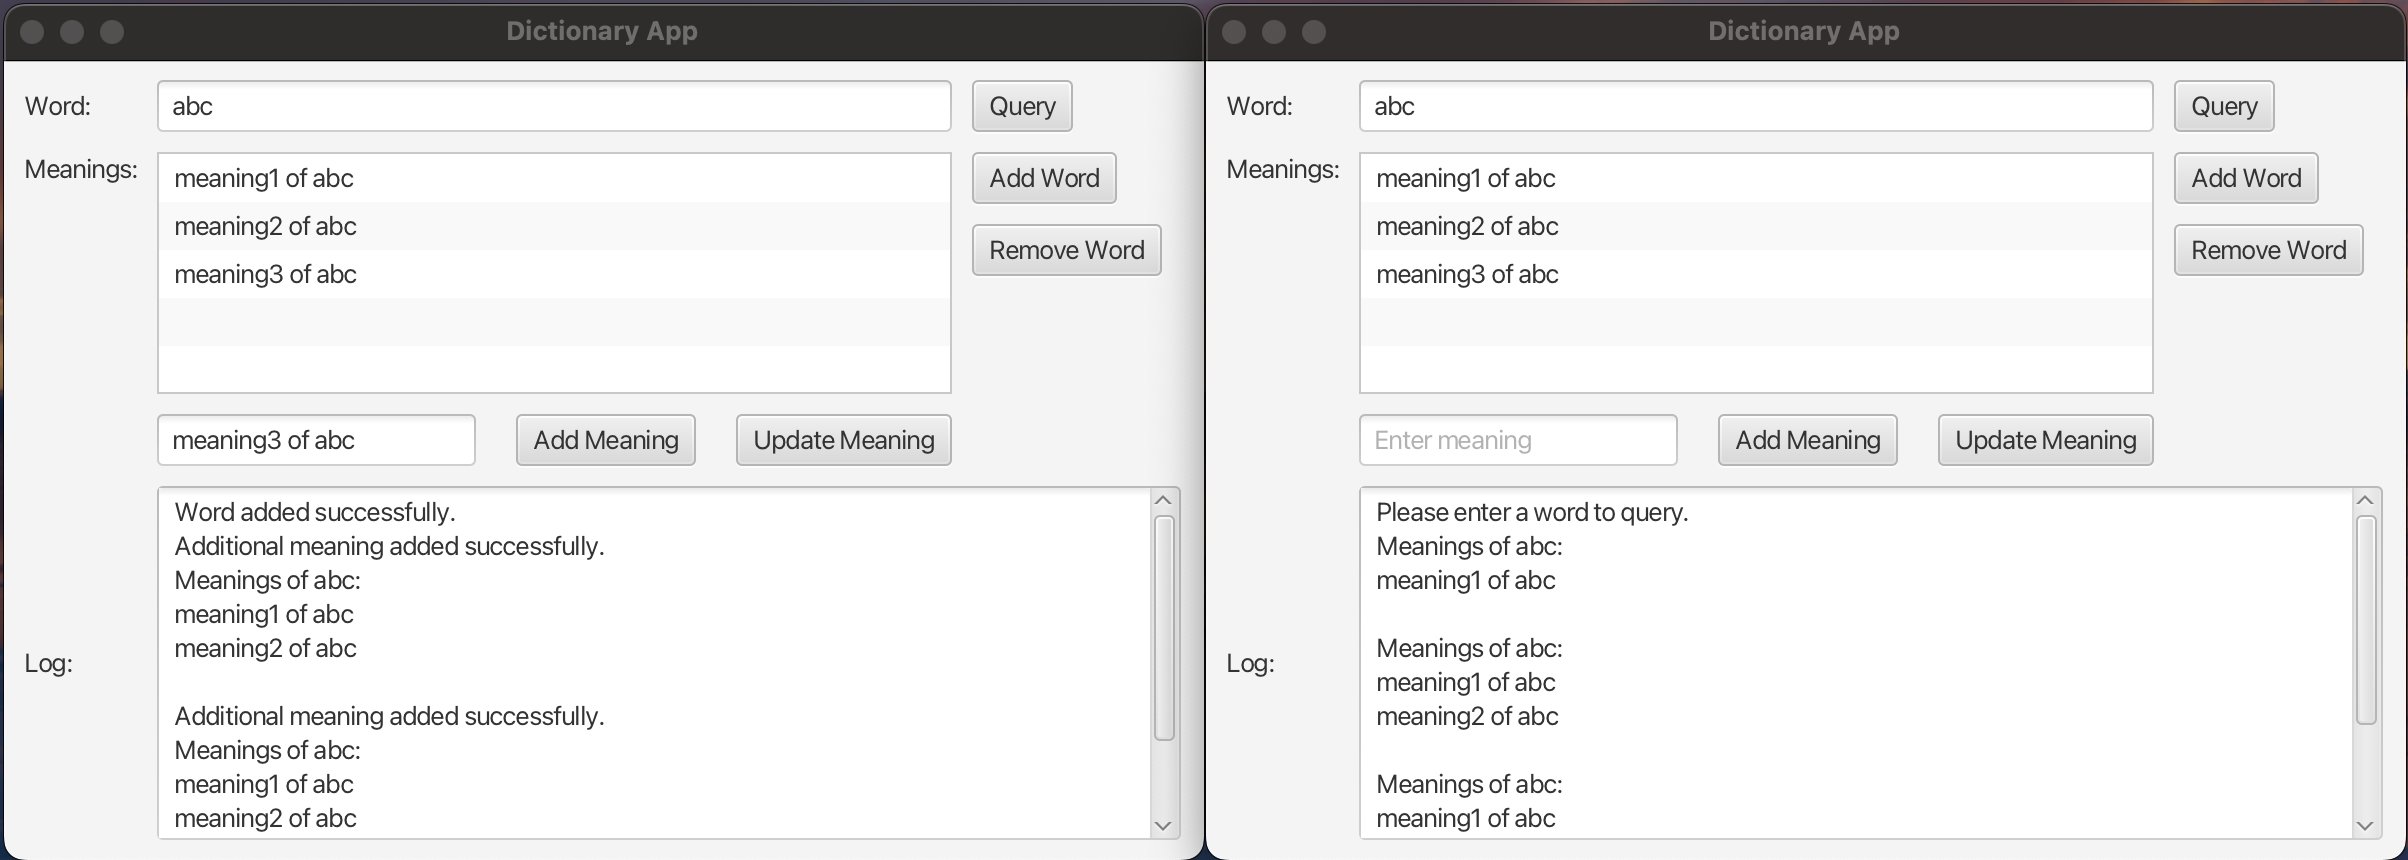 Dictionary App
Word:
abc
Query
Meanings:
meaning1 of abc
meaning2 of abc
meaning3 of abc
Add Word
Remove Word
meaning3 of abc
Add Meaning
Update Meaning
Log:
Word added successfully.
Additional meaning added successfully.
Meanings of abc:
meaning1 of abc
meaning2 of abc
Additional meaning added successfully.
Meanings of abc:
meaning1 of abc
meaning2 of abc
Dictionary App
Word:
abc
Query
Meanings:
meaning1 of abc
meaning2 of abc
meaning3 of abc
Add Word
Remove Word
Enter meaning
Add Meaning
Update Meaning
Log:
Please enter a word to query.
Meanings of abc:
meaning1 of abc
Meanings of abc:
meaning1 of abc
meaning2 of abc
Meanings of abc:
meaning1 of abc